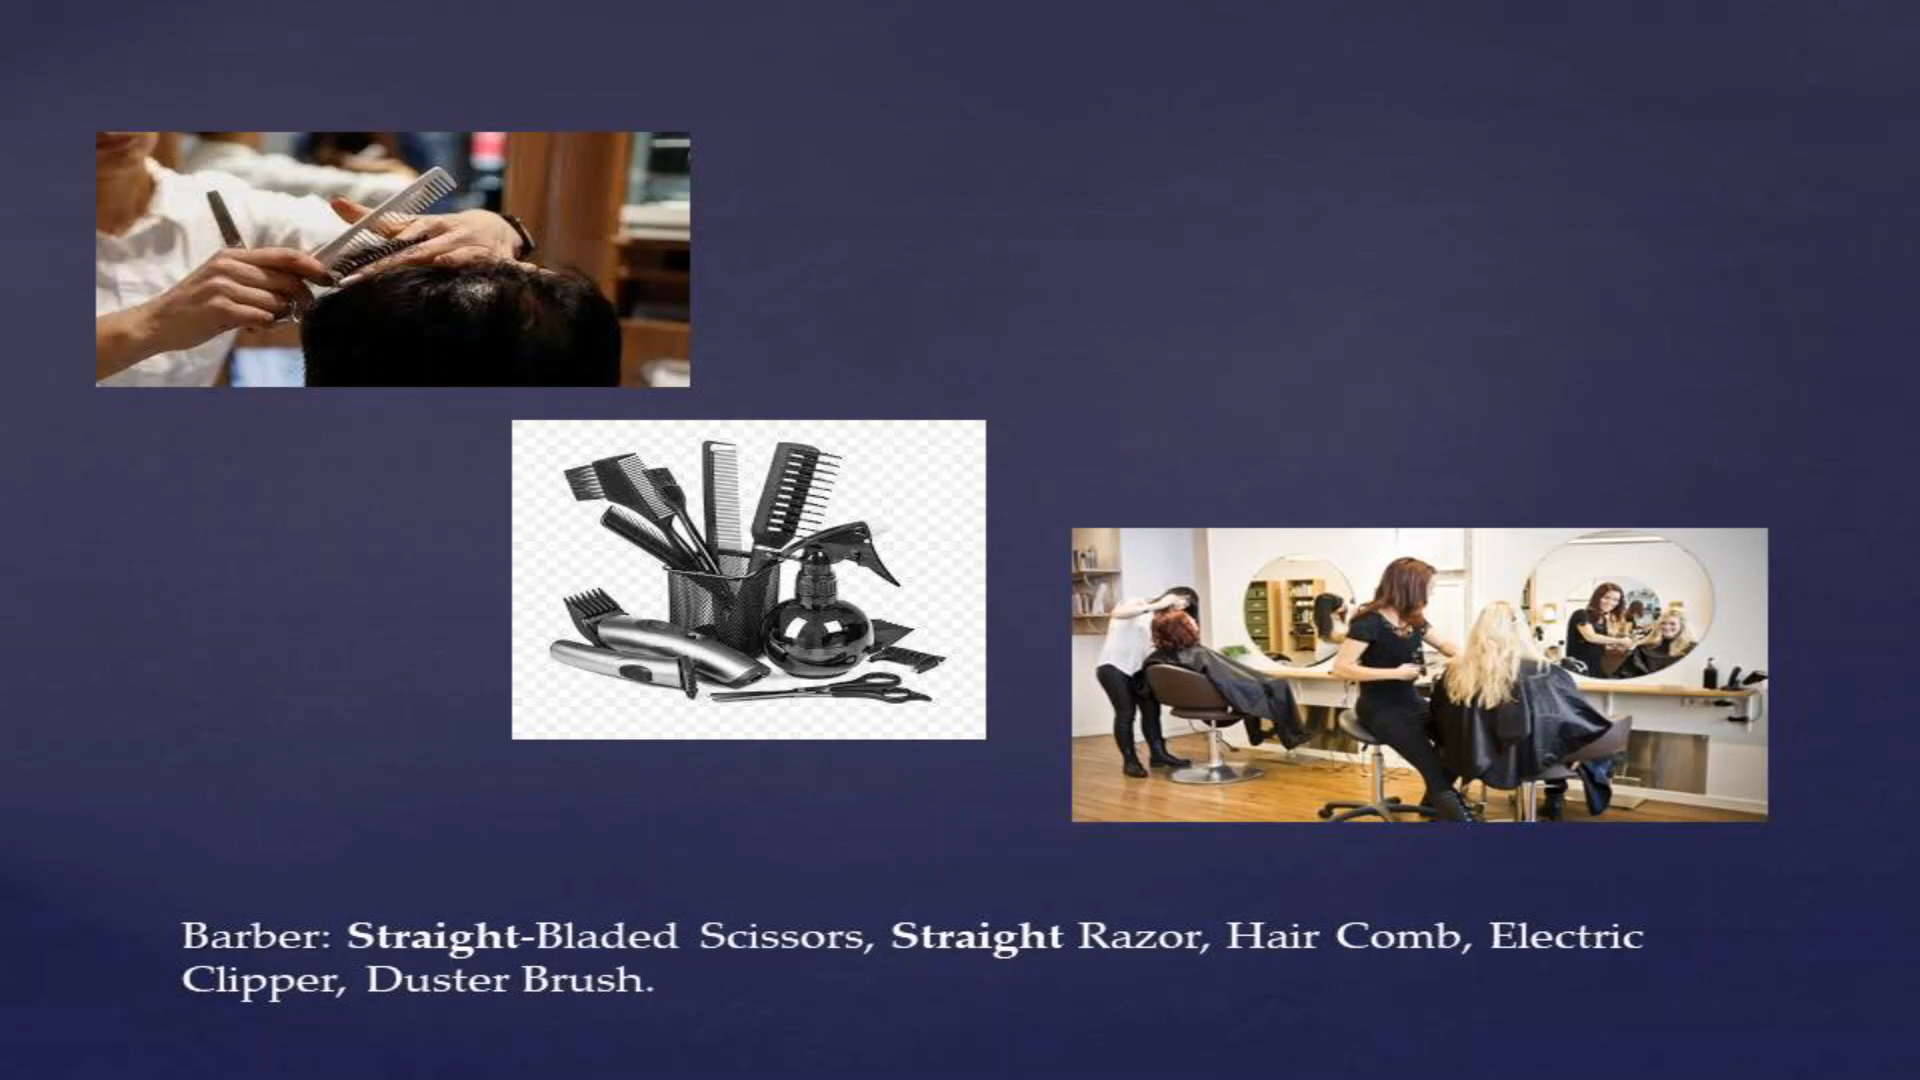 Barber: Straight-Bladed Scissors, Straight Razor, Hair Comb, Electric
Clipper, Duster Brush.